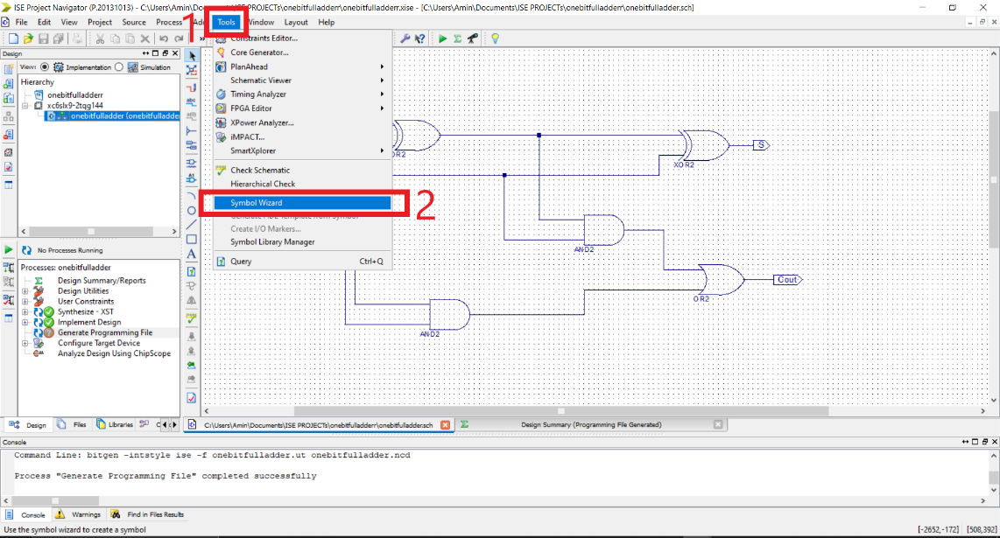 ISE Project Navigator (P.20131013) - C:\Users\Amin\Documents\ISE PROJECTs\onebitfulladderr\onebitfulladderr.xise - [C:\Users\Amin\Documents\ISE PROJECTs\onebitfulladderr\onebitfulladder.sch]
File Edit View Project Source Process Add Tools Window Layout Help
1
Design
View: Implementation Simulation
Hierarchy
onebitfulladderr
xc6slx9-2tqg144
onebitfulladder (onebitfulladder
No Processes Running
Processes: onebitfulladder
Design Summary/Reports
Design Utilities
User Constraints
Synthesize - XST
Implement Design
Generate Programming File
Configure Target Device
Analyze Design Using ChipScope
Design Files Libraries
Constraints Editor...
Core Generator...
PlanAhead
Schematic Viewer
Timing Analyzer
FPGA Editor
XPower Analyzer...
iMPACT...
SmartXplorer
Check Schematic
Hierarchical Check
Symbol Wizard
2
Generate HDL Template from Symbol
Create I/O Markers...
Symbol Library Manager
Query Ctrl+Q
OR2
XOR2
S
AND2
OR2
Cout
AND2
C:\Users\Amin\Documents\ISE PROJECTs\onebitfulladderr\onebitfulladder.sch
Design Summary (Programming File Generated)
Console
Command Line: bitgen -intstyle ise -f onebitfulladder.ut onebitfulladder.ncd
Process "Generate Programming File" completed successfully
Console Warnings Find in Files Results
Use the symbol wizard to create a symbol
[-2652,-172] [508,392]